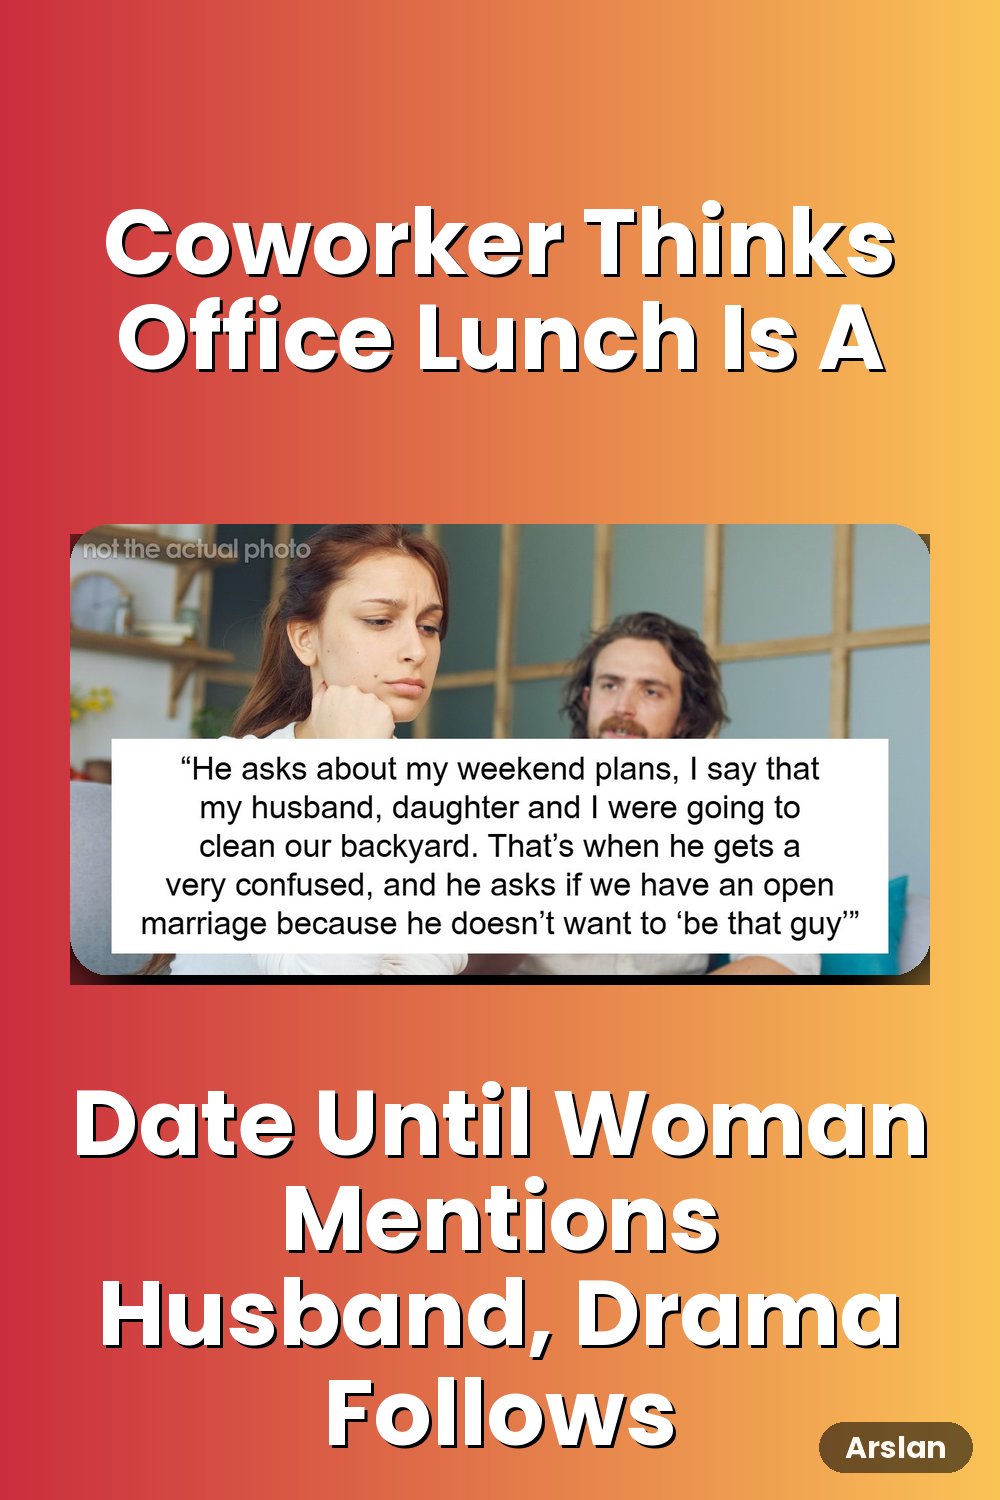 Coworker Thinks
Office Lunch Is A
not the actual photo
“He asks about my weekend plans, I say that
my husband, daughter and I were going to
clean our backyard. That’s when he gets a
very confused, and he asks if we have an open
marriage because he doesn’t want to ‘be that guy’”
Date Until Woman
Mentions
Husband, Drama
Follows
Arslan